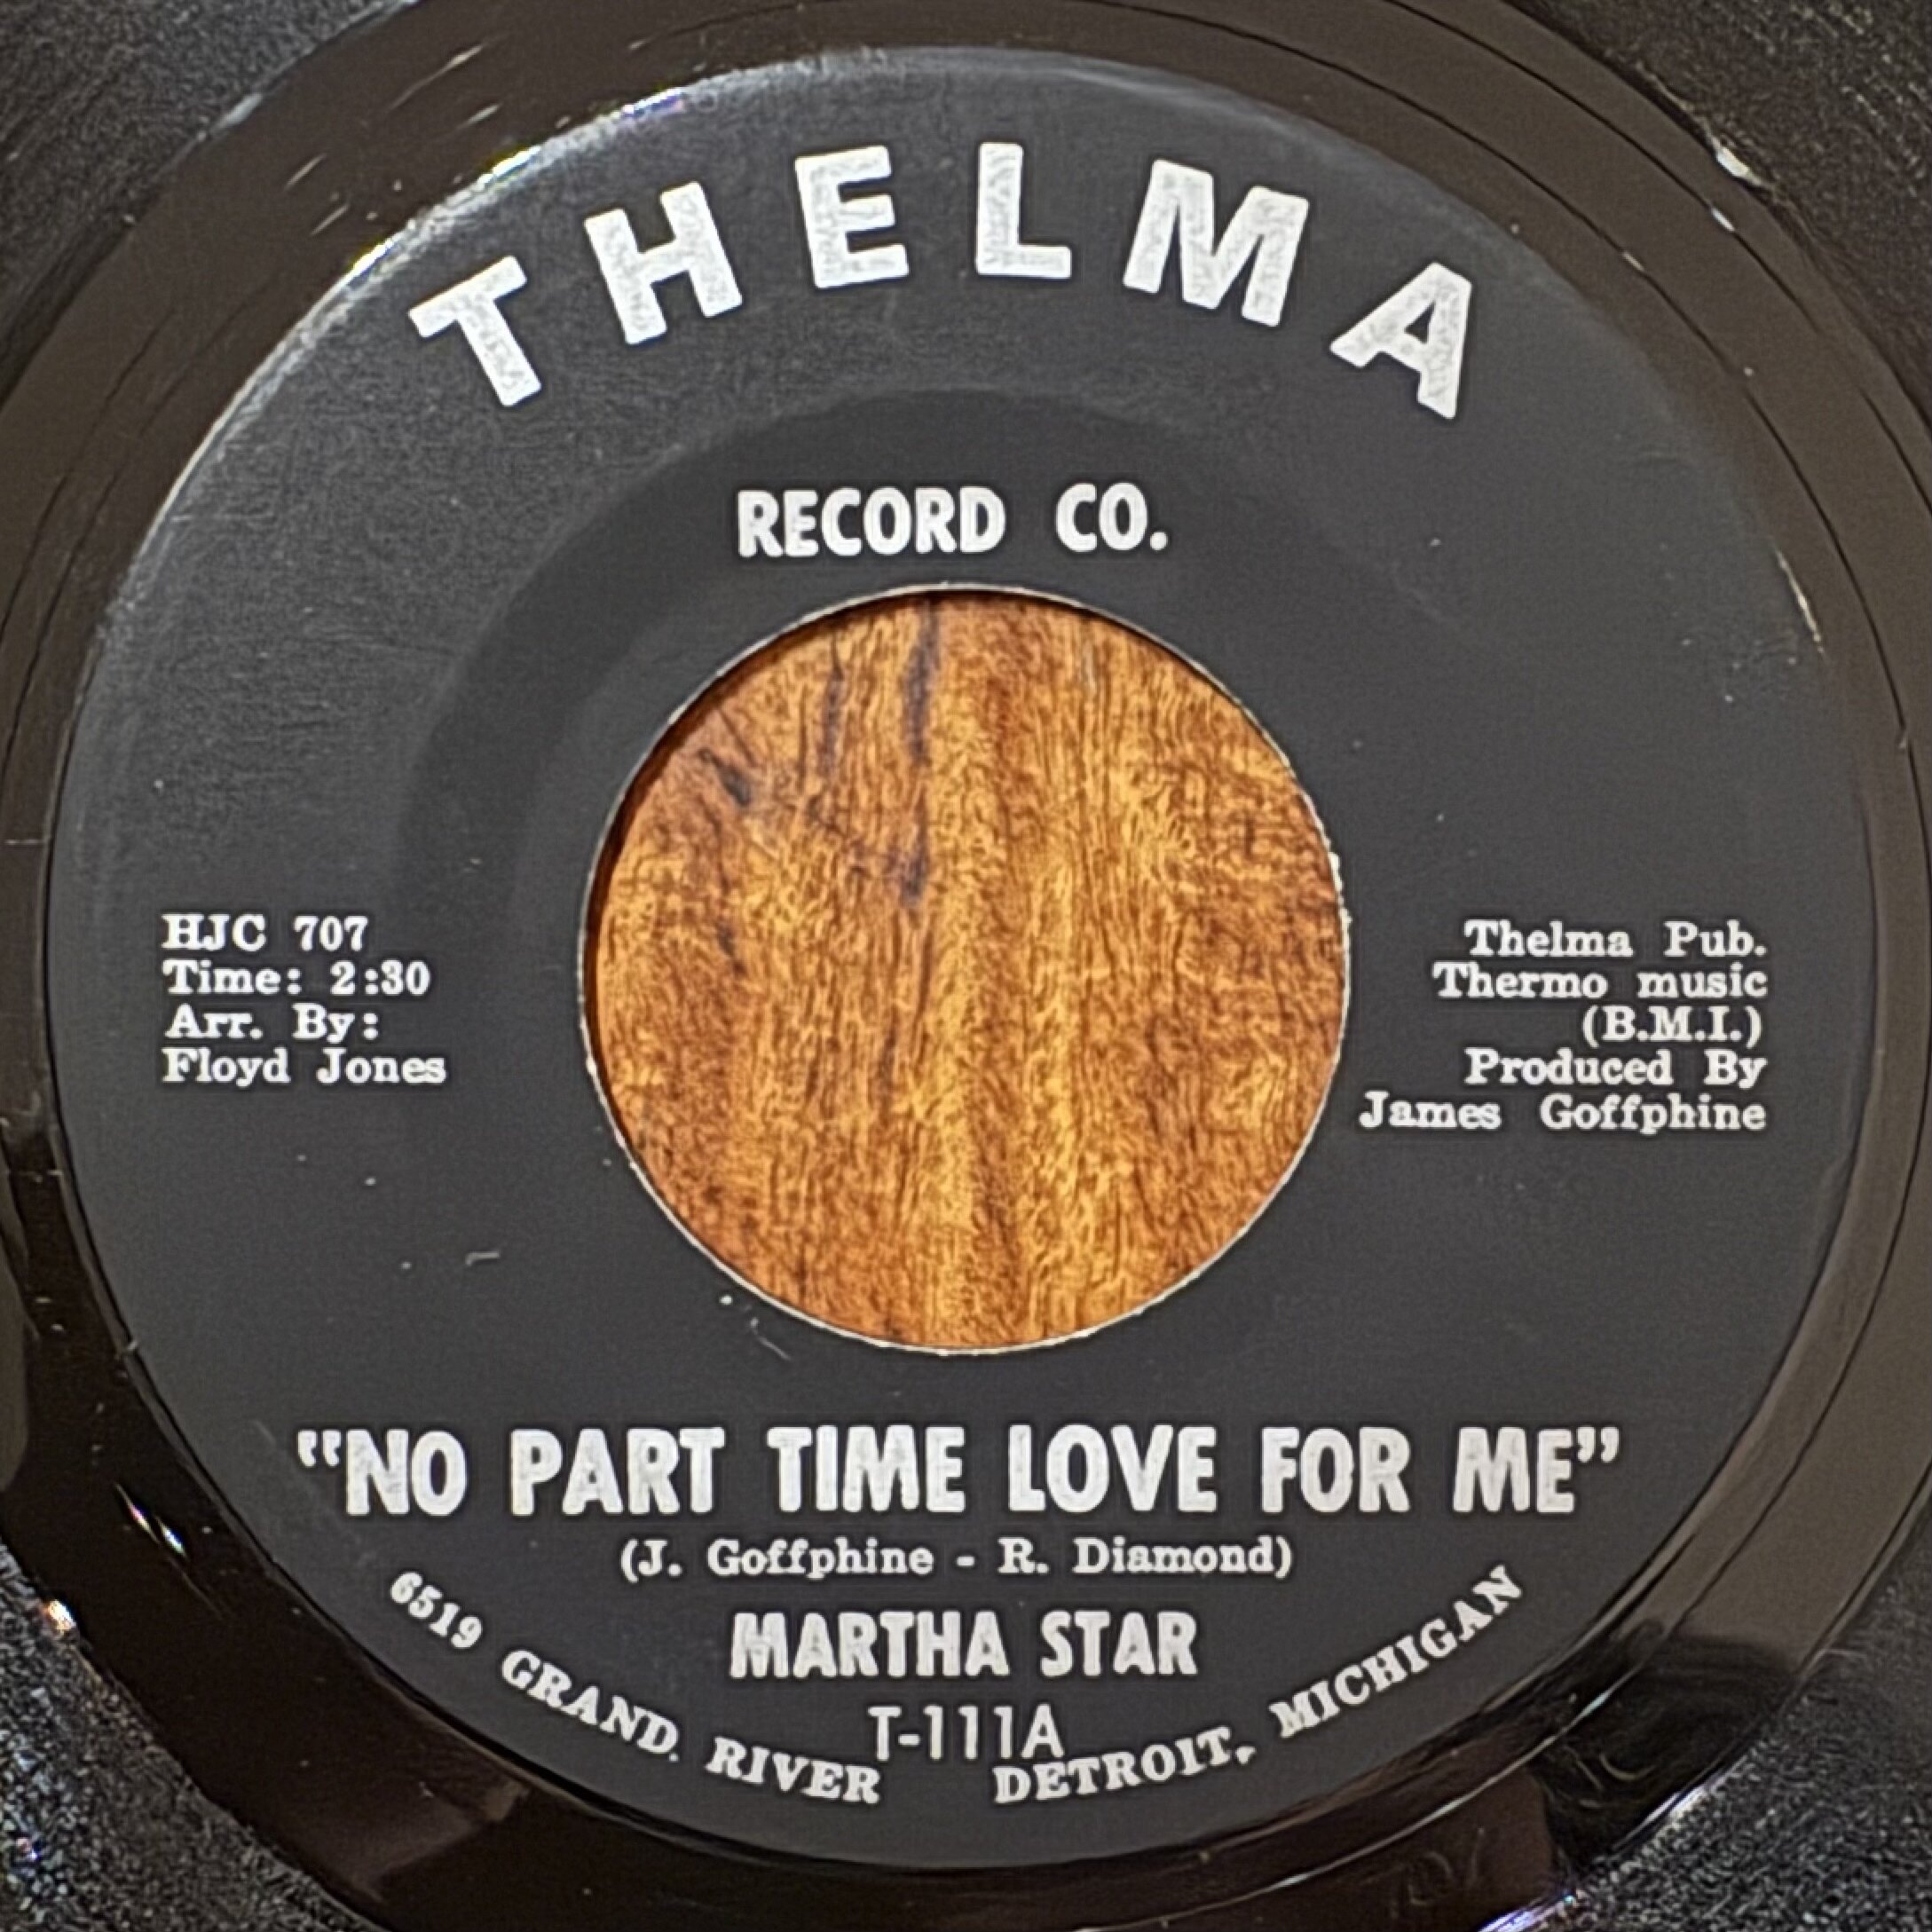 THELMA
RECORD CO.
HJC 707
Time: 2:30
Arr. By:
Floyd Jones
Thelma Pub.
Thermo music
(B.M.I.)
Produced By
James Goffphine
"NO PART TIME LOVE FOR ME"
(J. Goffphine - R. Diamond)
MARTHA STAR
T-111A
6519 GRAND. RIVER DETROIT, MICHIGAN